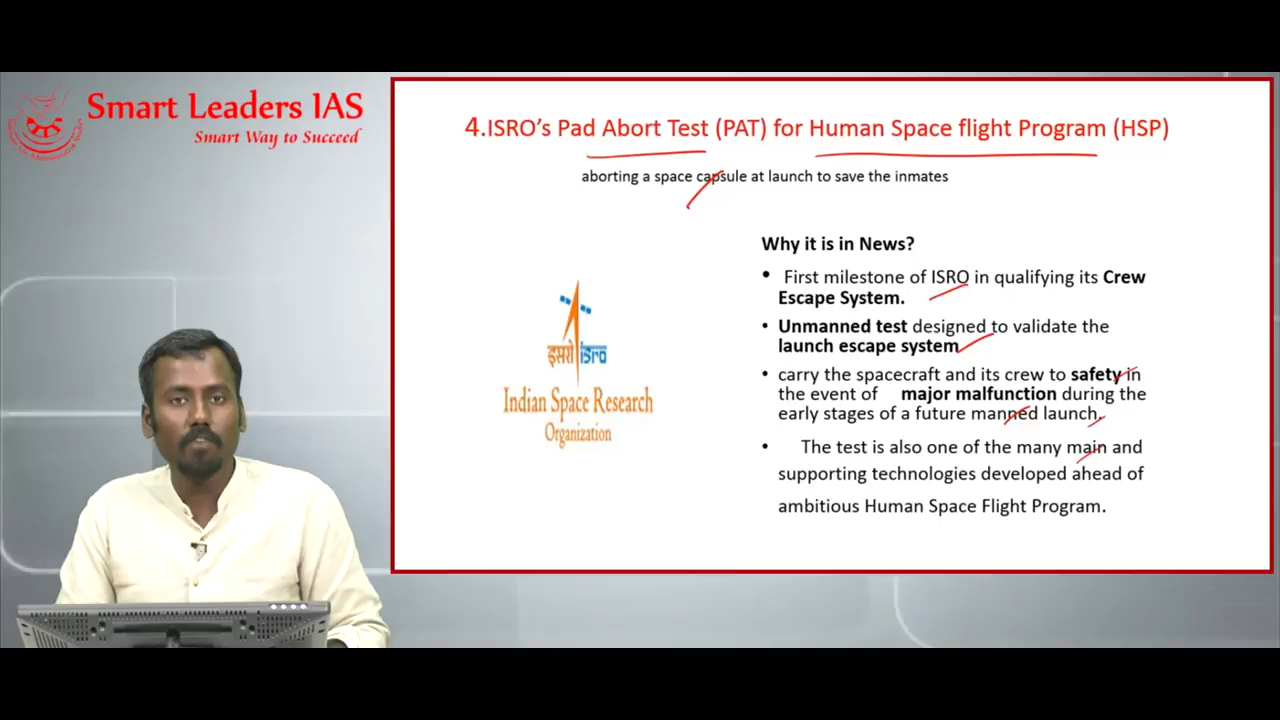 Smart Leaders IAS
Smart Way to Succeed
4.ISRO’s Pad Abort Test (PAT) for Human Space flight Program (HSP)
aborting a space capsule at launch to save the inmates
Why it is in News?
• First milestone of ISRO in qualifying its Crew
Escape System.
• Unmanned test designed to validate the
launch escape system
• carry the spacecraft and its crew to safety in
the event of major malfunction during the
early stages of a future manned launch.
• The test is also one of the many main and
supporting technologies developed ahead of
ambitious Human Space Flight Program.
इसरो isro
Indian Space Research
Organization